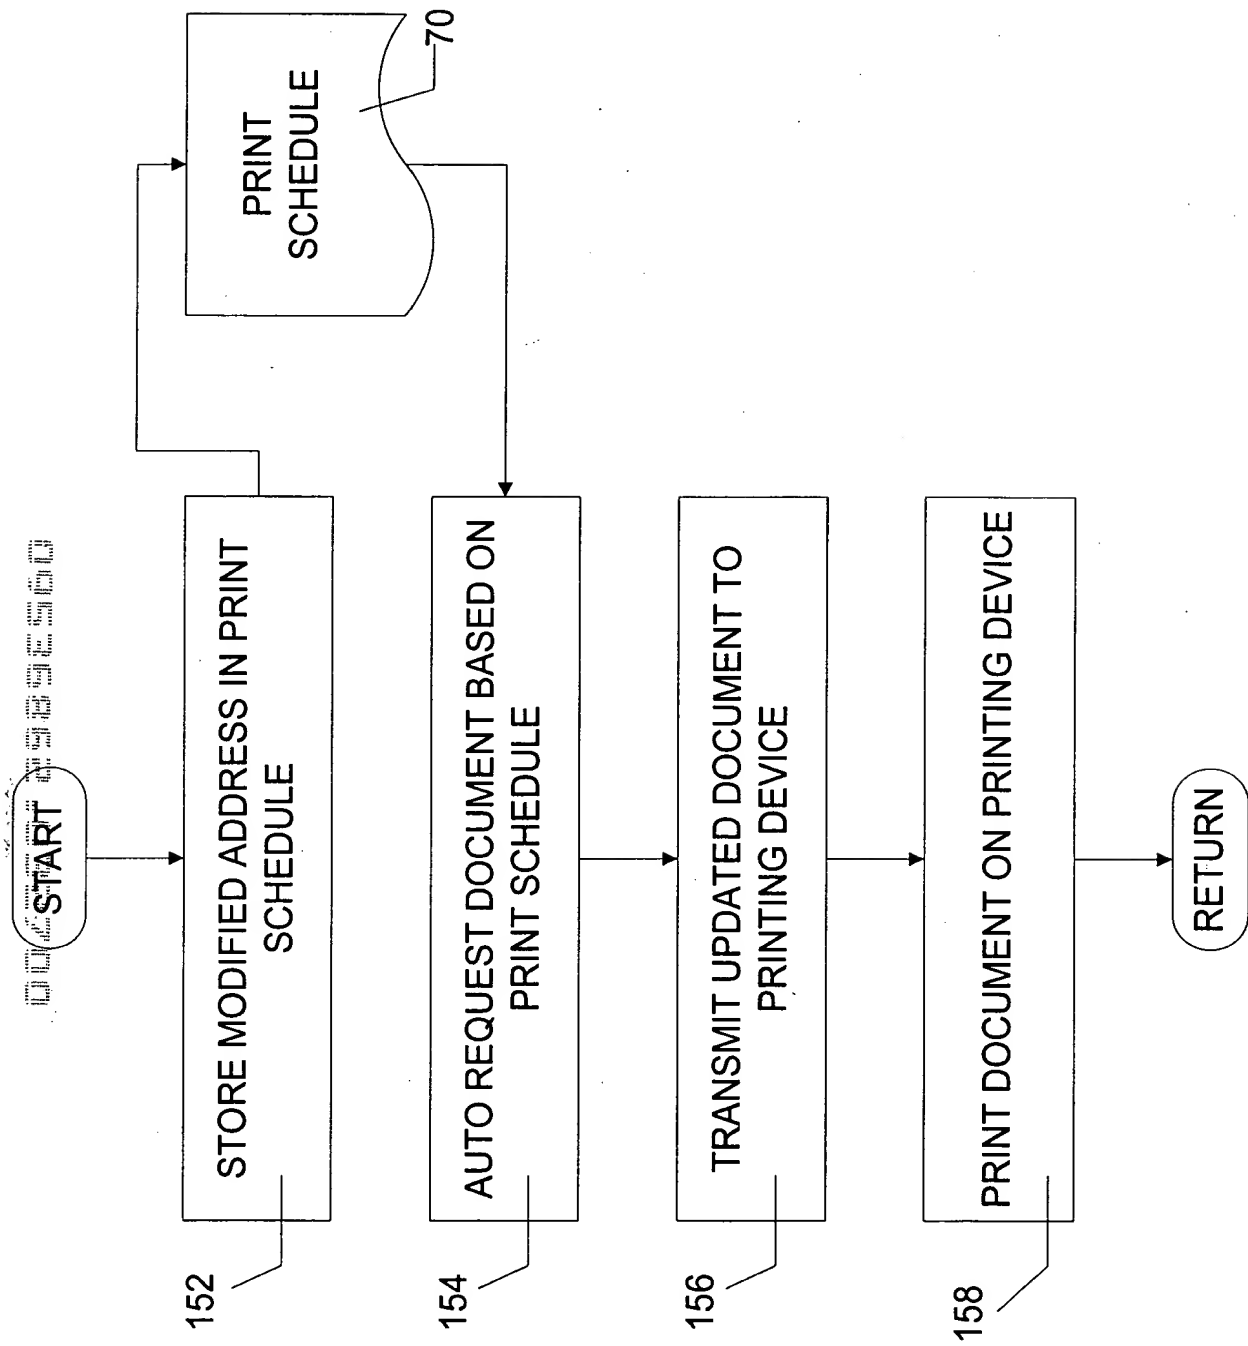 START
152
STORE MODIFIED ADDRESS IN PRINT
SCHEDULE
PRINT
SCHEDULE
70
154
AUTO REQUEST DOCUMENT BASED ON
PRINT SCHEDULE
156
TRANSMIT UPDATED DOCUMENT TO
PRINTING DEVICE
158
PRINT DOCUMENT ON PRINTING DEVICE
RETURN